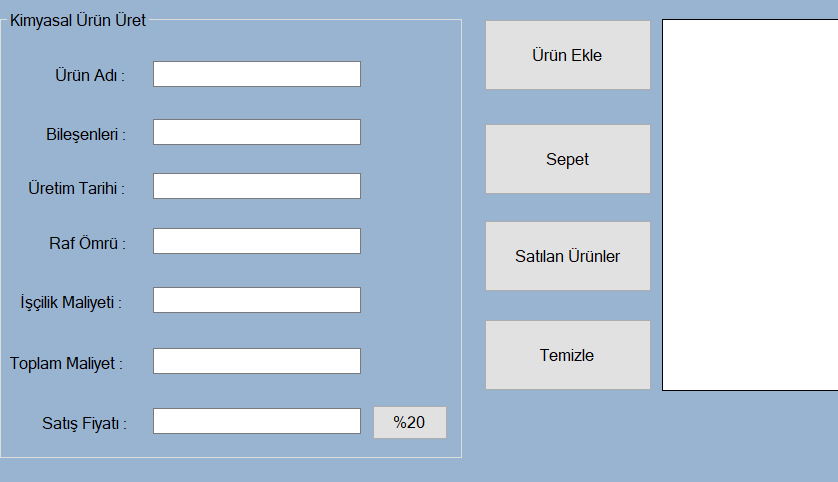 Kimyasal Ürün Üret
Ürün Adı :
Bileşenleri :
Üretim Tarihi :
Raf Ömrü :
İşçilik Maliyeti :
Toplam Maliyet :
Satış Fiyatı :
%20
Ürün Ekle
Sepet
Satılan Ürünler
Temizle